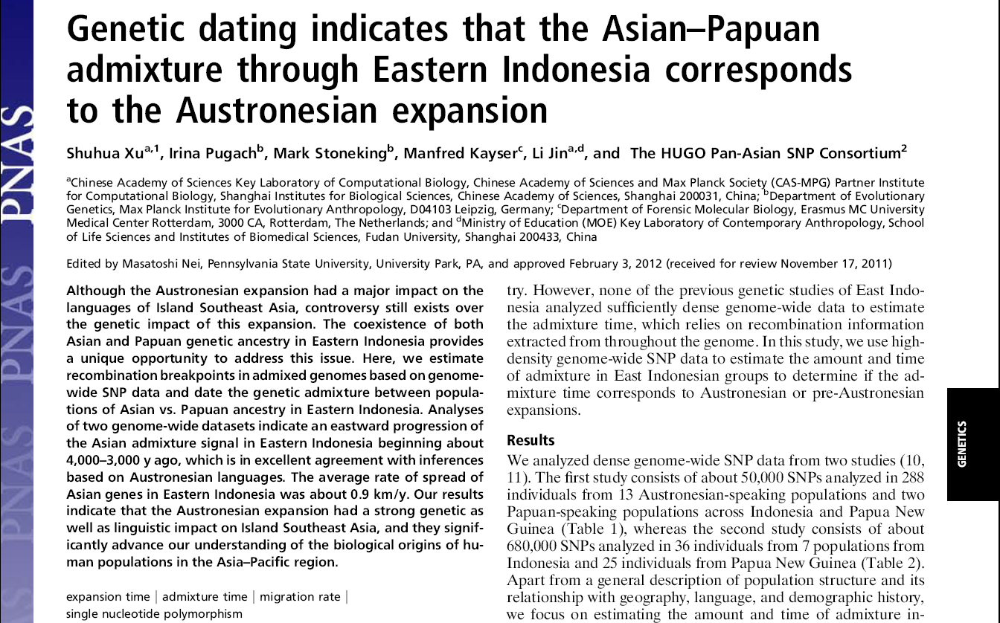 Genetic dating indicates that the Asian–Papuan
admixture through Eastern Indonesia corresponds
to the Austronesian expansion
Shuhua Xua,1, Irina Pugachb, Mark Stonekingb, Manfred Kayserc, Li Jina,d, and The HUGO Pan-Asian SNP Consortium2
aChinese Academy of Sciences Key Laboratory of Computational Biology, Chinese Academy of Sciences and Max Planck Society (CAS-MPG) Partner Institute
for Computational Biology, Shanghai Institutes for Biological Sciences, Chinese Academy of Sciences, Shanghai 200031, China; bDepartment of Evolutionary
Genetics, Max Planck Institute for Evolutionary Anthropology, D04103 Leipzig, Germany; cDepartment of Forensic Molecular Biology, Erasmus MC University
Medical Center Rotterdam, 3000 CA, Rotterdam, The Netherlands; and dMinistry of Education (MOE) Key Laboratory of Contemporary Anthropology, School
of Life Sciences and Institutes of Biomedical Sciences, Fudan University, Shanghai 200433, China
Edited by Masatoshi Nei, Pennsylvania State University, University Park, PA, and approved February 3, 2012 (received for review November 17, 2011)
Although the Austronesian expansion had a major impact on the
languages of Island Southeast Asia, controversy still exists over
the genetic impact of this expansion. The coexistence of both
Asian and Papuan genetic ancestry in Eastern Indonesia provides
a unique opportunity to address this issue. Here, we estimate
recombination breakpoints in admixed genomes based on genome-
wide SNP data and date the genetic admixture between popula-
tions of Asian vs. Papuan ancestry in Eastern Indonesia. Analyses
of two genome-wide datasets indicate an eastward progression of
the Asian admixture signal in Eastern Indonesia beginning about
4,000–3,000 y ago, which is in excellent agreement with inferences
based on Austronesian languages. The average rate of spread of
Asian genes in Eastern Indonesia was about 0.9 km/y. Our results
indicate that the Austronesian expansion had a strong genetic as
well as linguistic impact on Island Southeast Asia, and they signif-
icantly advance our understanding of the biological origins of hu-
man populations in the Asia–Pacific region.
expansion time | admixture time | migration rate |
single nucleotide polymorphism
try. However, none of the previous genetic studies of East Indo-
nesia analyzed sufficiently dense genome-wide data to estimate
the admixture time, which relies on recombination information
extracted from throughout the genome. In this study, we use high-
density genome-wide SNP data to estimate the amount and time
of admixture in East Indonesian groups to determine if the ad-
mixture time corresponds to Austronesian or pre-Austronesian
expansions.
Results
We analyzed dense genome-wide SNP data from two studies (10,
11). The first study consists of about 50,000 SNPs analyzed in 288
individuals from 13 Austronesian-speaking populations and two
Papuan-speaking populations across Indonesia and Papua New
Guinea (Table 1), whereas the second study consists of about
680,000 SNPs analyzed in 36 individuals from 7 populations from
Indonesia and 25 individuals from Papua New Guinea (Table 2).
Apart from a general description of population structure and its
relationship with geography, language, and demographic history,
we focus on estimating the amount and time of admixture in-
GENETICS
PNAS
PNAS
PNAS
PNAS